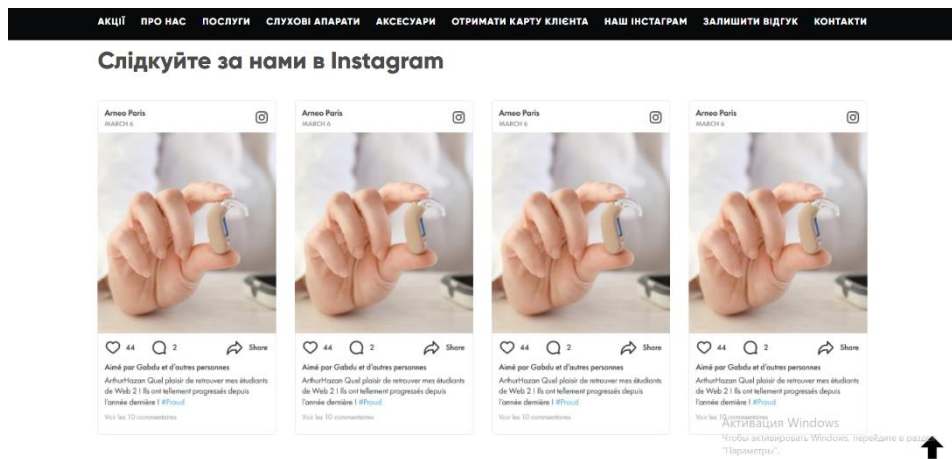 АКЦІЇ ПРО НАС ПОСЛУГИ СЛУХОВІ АПАРАТИ АКСЕСУАРИ ОТРИМАТИ КАРТУ КЛІЄНТА НАШ ІНСТАГРАМ ЗАЛИШИТИ ВІДГУК КОНТАКТИ
Слідкуйте за нами в Instagram
Arneo Paris
MARCH 6
44 2 Share
Aimé par Gabdu et d'autres personnes
ArthurHazan Quel plaisir de retrouver mes étudiants
de Web 2 ! Ils ont tellement progressés depuis
l'année dernière ! #Proud
Voir les 10 commentaires
Arneo Paris
MARCH 6
44 2 Share
Aimé par Gabdu et d'autres personnes
ArthurHazan Quel plaisir de retrouver mes étudiants
de Web 2 ! Ils ont tellement progressés depuis
l'année dernière ! #Proud
Voir les 10 commentaires
Arneo Paris
MARCH 6
44 2 Share
Aimé par Gabdu et d'autres personnes
ArthurHazan Quel plaisir de retrouver mes étudiants
de Web 2 ! Ils ont tellement progressés depuis
l'année dernière ! #Proud
Voir les 10 commentaires
Arneo Paris
MARCH 6
44 2 Share
Aimé par Gabdu et d'autres personnes
ArthurHazan Quel plaisir de retrouver mes étudiants
de Web 2 ! Ils ont tellement progressés depuis
l'année dernière ! #Proud
Voir les 10 commentaires
Активация Windows
Чтобы активировать Windows, перейдите в
"Параметры".